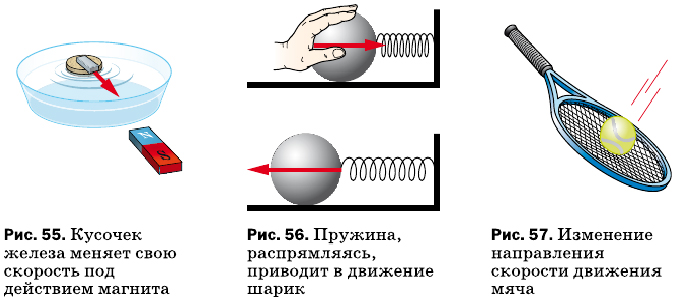 N
S
Рис. 55. Кусочек
железа меняет свою
скорость под
действием магнита
Рис. 56. Пружина,
распрямляясь,
приводит в движение
шарик
Рис. 57. Изменение
направления
скорости движения
мяча